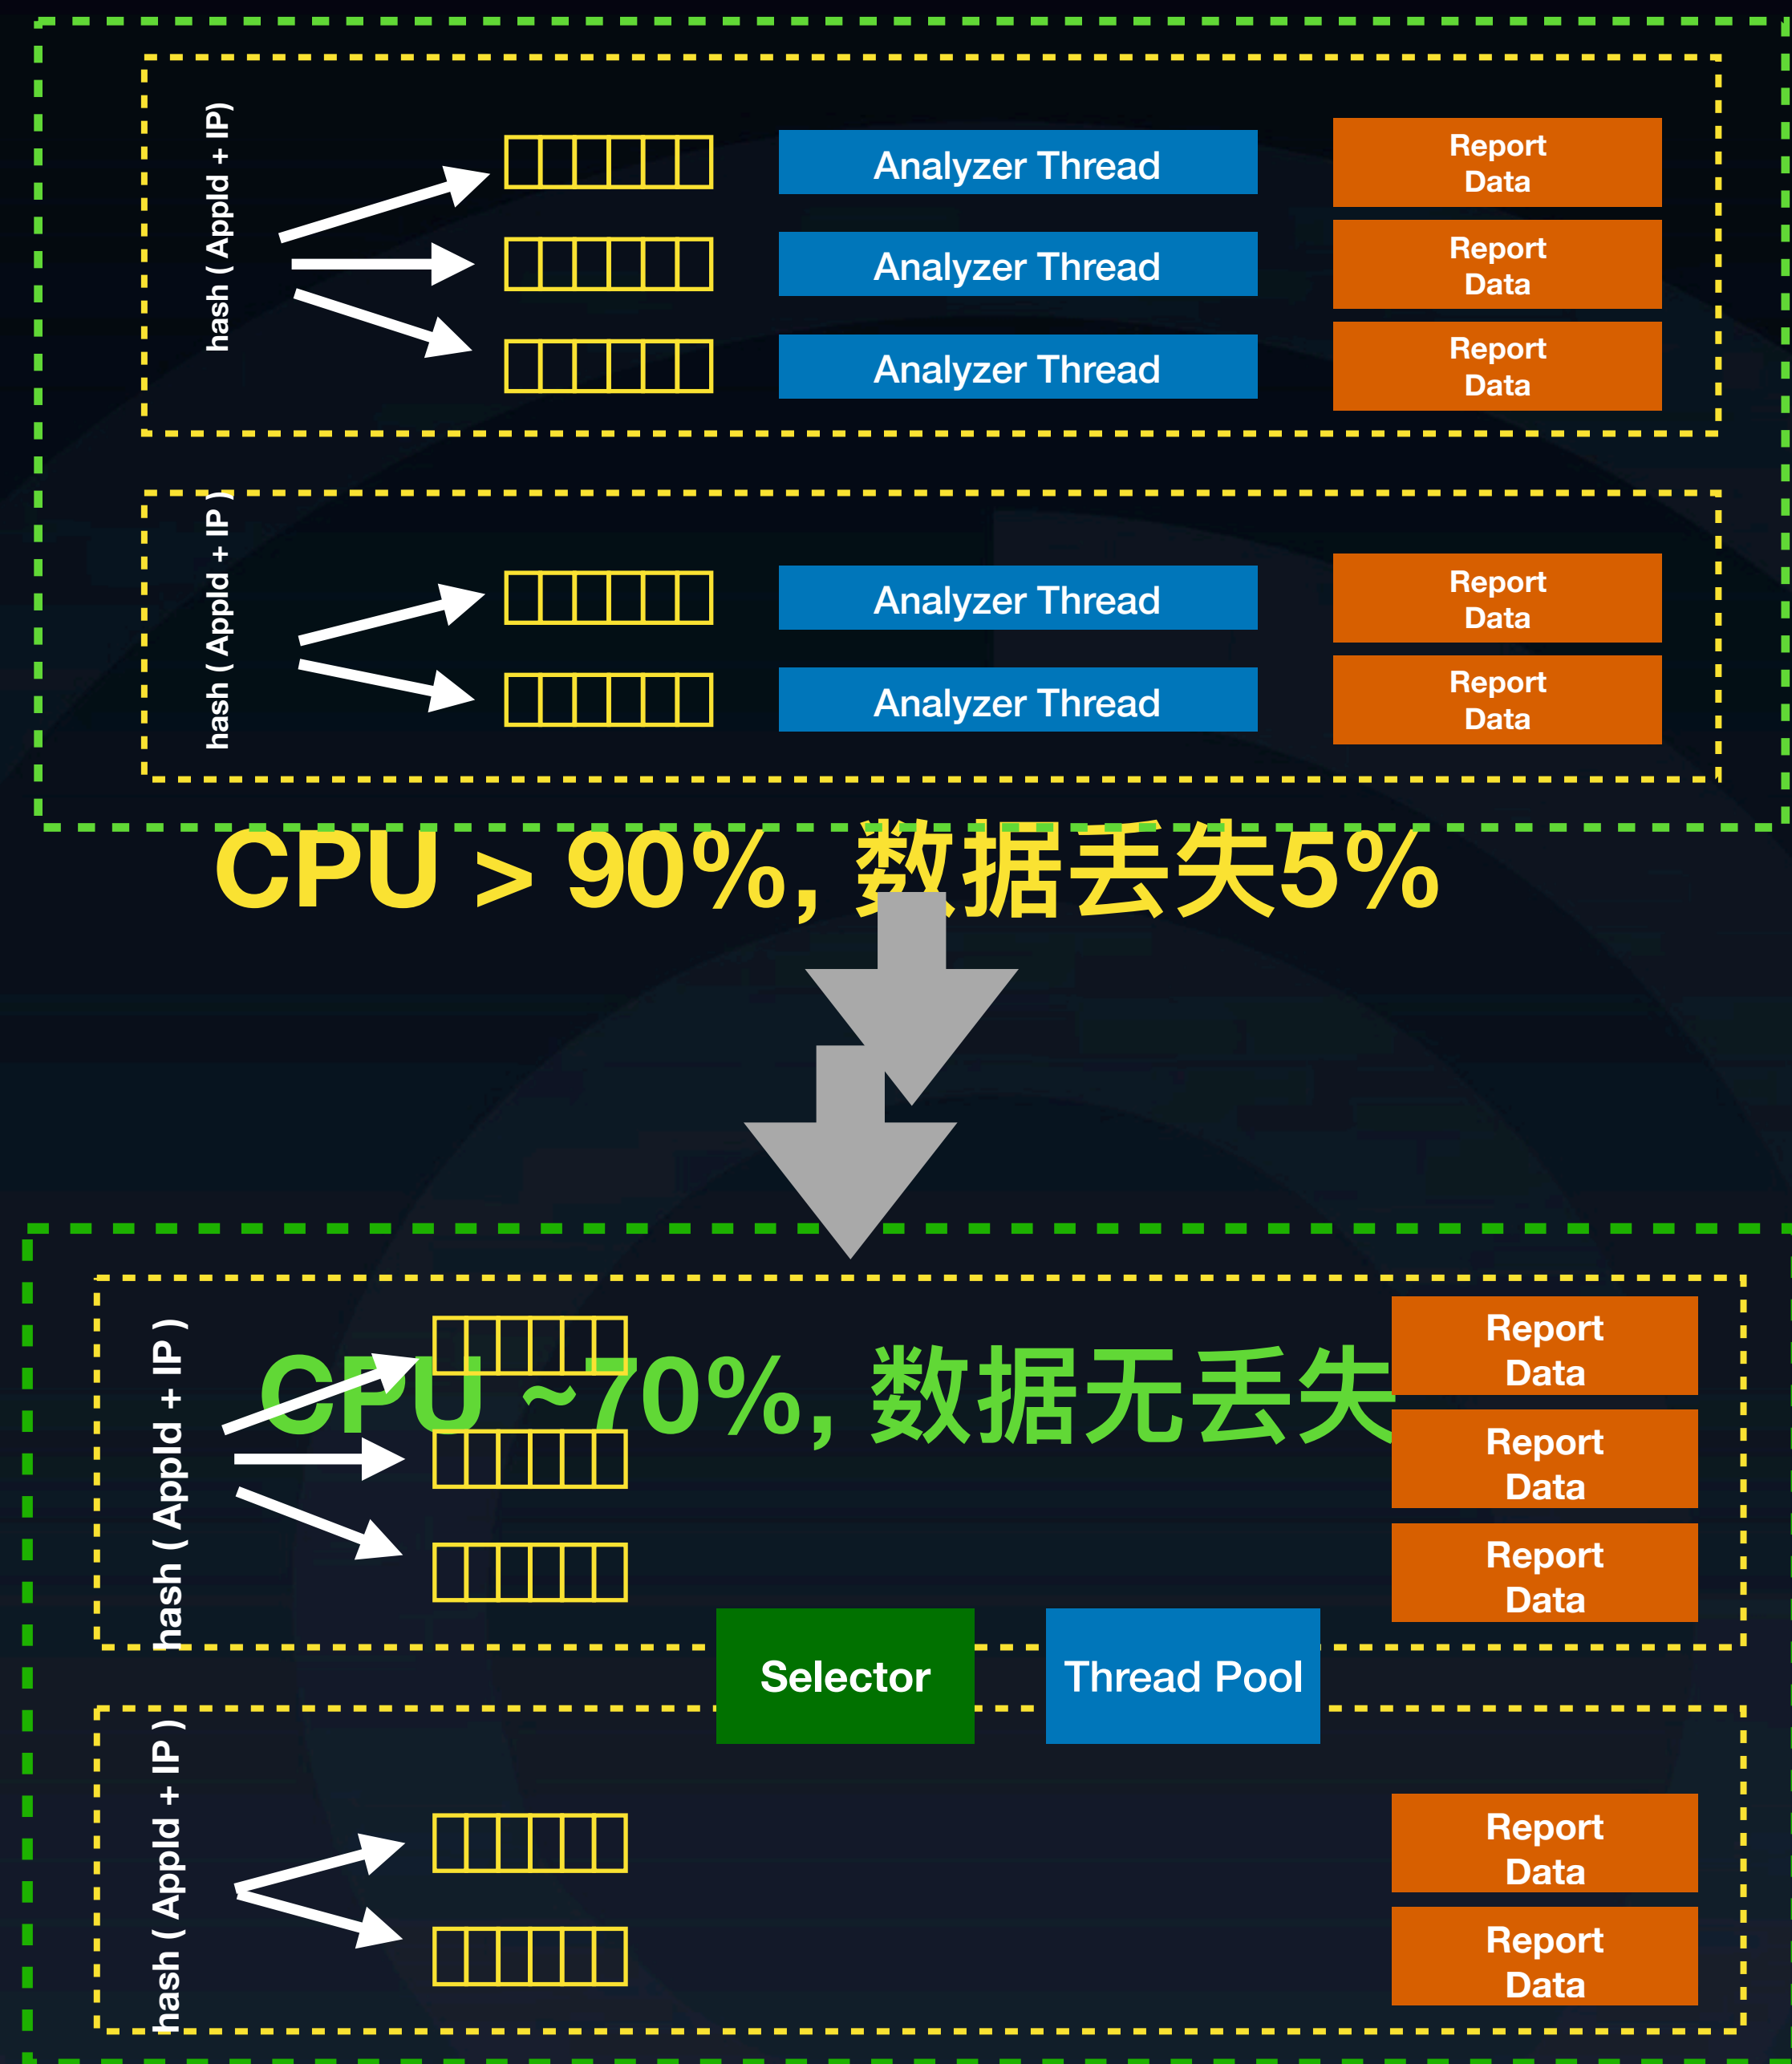 hash ( AppId + IP)
Analyzer Thread
Report
Data
Analyzer Thread
Report
Data
Analyzer Thread
Report
Data
hash ( AppId + IP )
Analyzer Thread
Report
Data
Analyzer Thread
Report
Data
CPU > 90%, 数据丢失5%
hash ( AppId + IP )
Report
Data
CPU ~70%, 数据无丢失
Report
Data
Report
Data
Selector
Thread Pool
hash ( AppId + IP )
Report
Data
Report
Data